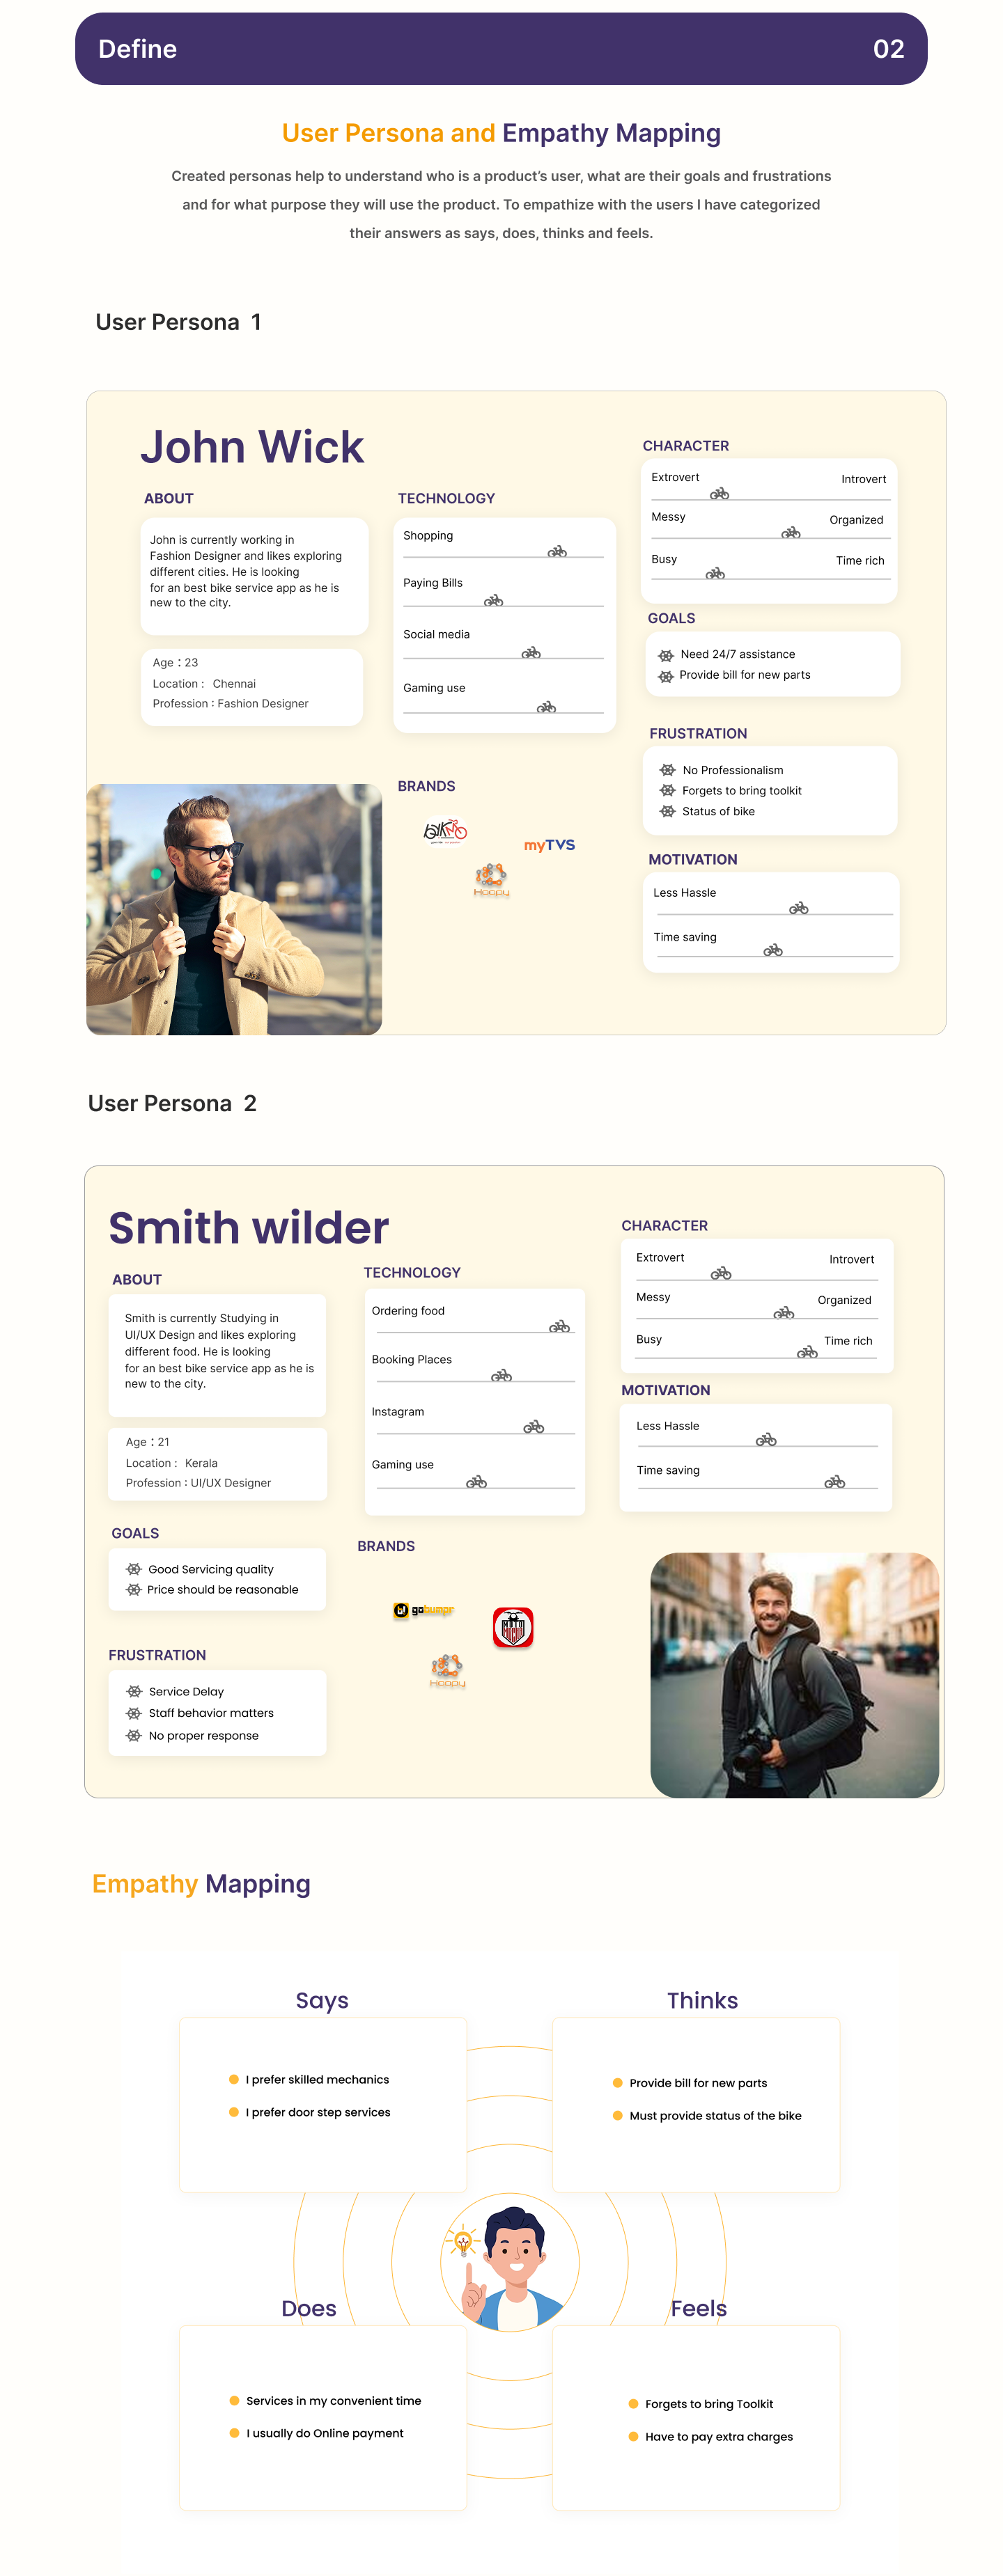 Define
02
User Persona and Empathy Mapping
Created personas help to understand who is a product's user, what are their goals and frustrations
and for what purpose they will use the product. To empathize with the users I have categorized
their answers as says, does, thinks and feels.
User Persona 1
John Wick
ABOUT
John is currently working in
Fashion Designer and likes exploring
different cities. He is looking
for an best bike service app as he is
new to the city.
Age : 23
Location : Chennai
Profession : Fashion Designer
TECHNOLOGY
Shopping
Paying Bills
Social media
Gaming use
BRANDS
myTVS
Hoopy
CHARACTER
Extrovert Introvert
Messy Organized
Busy Time rich
GOALS
Need 24/7 assistance
Provide bill for new parts
FRUSTRATION
No Professionalism
Forgets to bring toolkit
Status of bike
MOTIVATION
Less Hassle
Time saving
User Persona 2
Smith wilder
ABOUT
Smith is currently Studying in
UI/UX Design and likes exploring
different food. He is looking
for an best bike service app as he is
new to the city.
Age : 21
Location : Kerala
Profession : UI/UX Designer
GOALS
Good Servicing quality
Price should be reasonable
FRUSTRATION
Service Delay
Staff behavior matters
No proper response
TECHNOLOGY
Ordering food
Booking Places
Instagram
Gaming use
BRANDS
b! gobumpr
Hoopy
CHARACTER
Extrovert Introvert
Messy Organized
Busy Time rich
MOTIVATION
Less Hassle
Time saving
Empathy Mapping
Says
I prefer skilled mechanics
I prefer door step services
Thinks
Provide bill for new parts
Must provide status of the bike
Does
Services in my convenient time
I usually do Online payment
Feels
Forgets to bring Toolkit
Have to pay extra charges